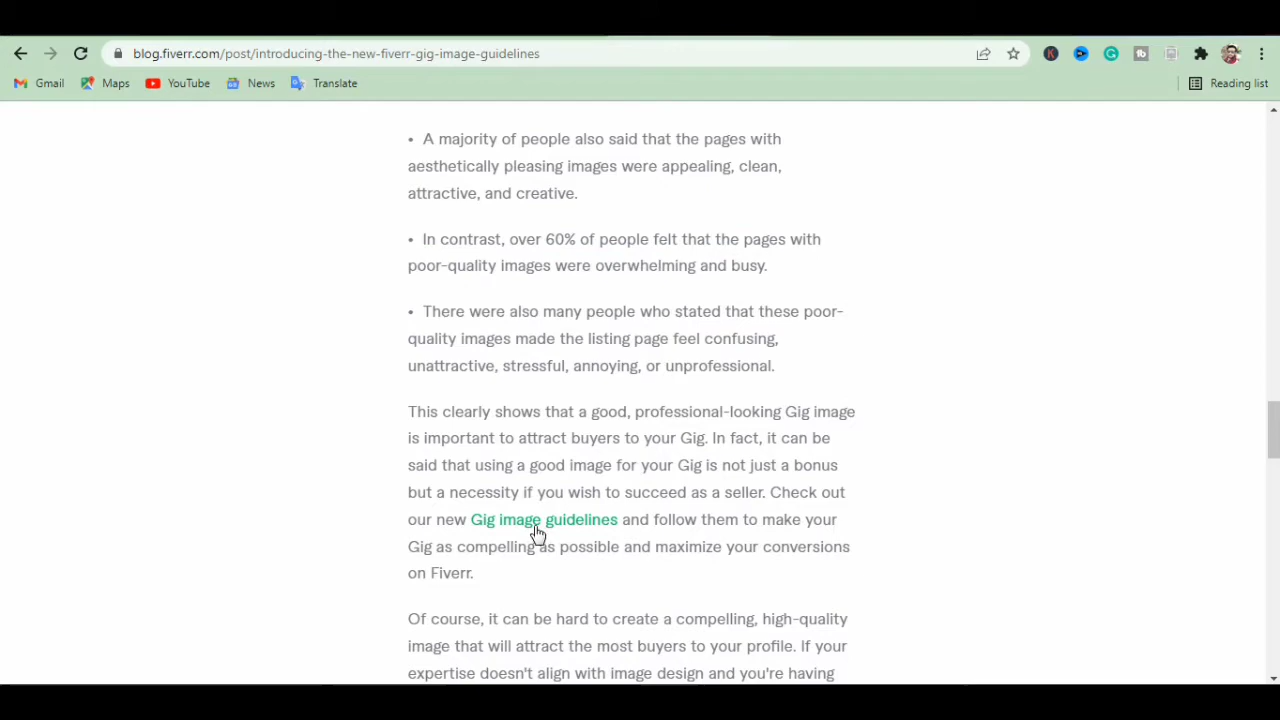 blog.fiverr.com/post/introducing-the-new-fiverr-gig-image-guidelines
Gmail Maps YouTube News Translate Reading list
• A majority of people also said that the pages with
aesthetically pleasing images were appealing, clean,
attractive, and creative.
• In contrast, over 60% of people felt that the pages with
poor-quality images were overwhelming and busy.
• There were also many people who stated that these poor-
quality images made the listing page feel confusing,
unattractive, stressful, annoying, or unprofessional.
This clearly shows that a good, professional-looking Gig image
is important to attract buyers to your Gig. In fact, it can be
said that using a good image for your Gig is not just a bonus
but a necessity if you wish to succeed as a seller. Check out
our new Gig image guidelines and follow them to make your
Gig as compelling as possible and maximize your conversions
on Fiverr.
Of course, it can be hard to create a compelling, high-quality
image that will attract the most buyers to your profile. If your
expertise doesn't align with image design and you're having